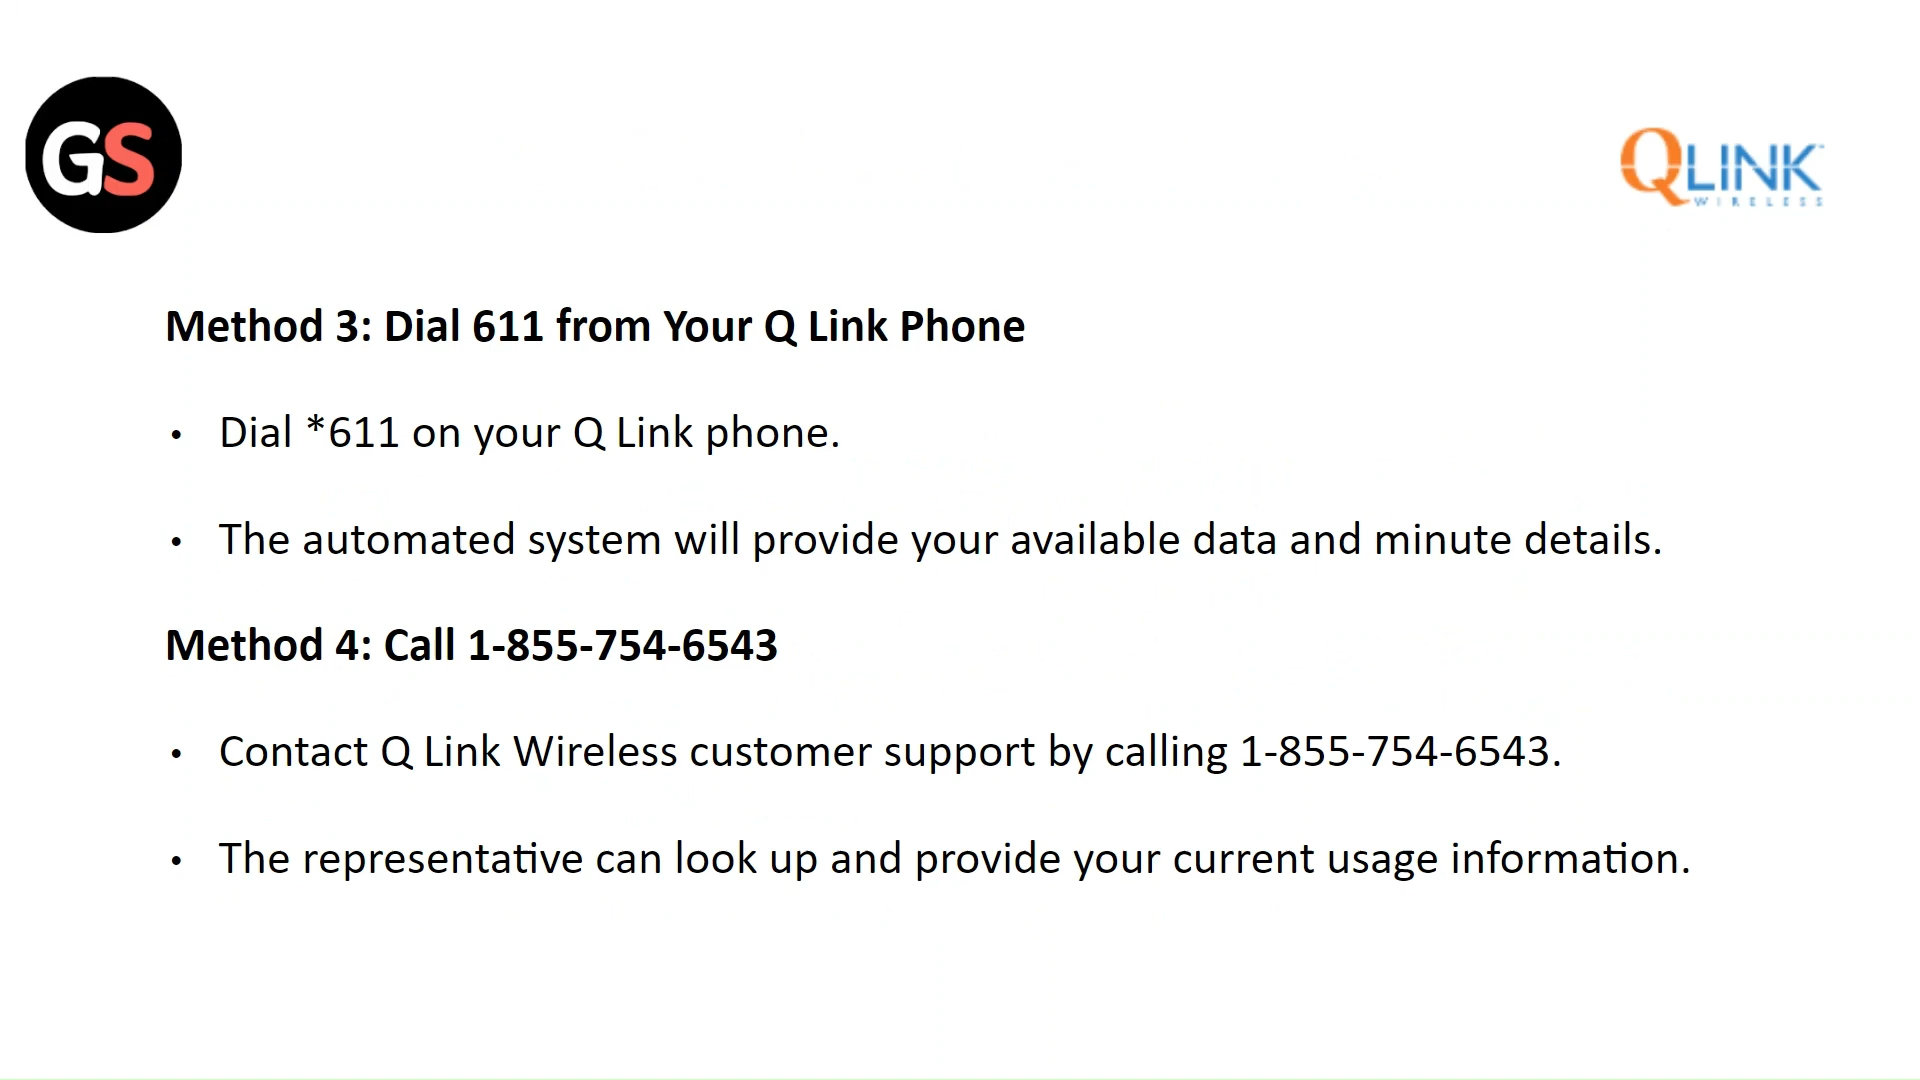 GS
QLINK
WIRELESS
Method 3: Dial 611 from Your Q Link Phone
• Dial *611 on your Q Link phone.
• The automated system will provide your available data and minute details.
Method 4: Call 1-855-754-6543
• Contact Q Link Wireless customer support by calling 1-855-754-6543.
• The representative can look up and provide your current usage information.